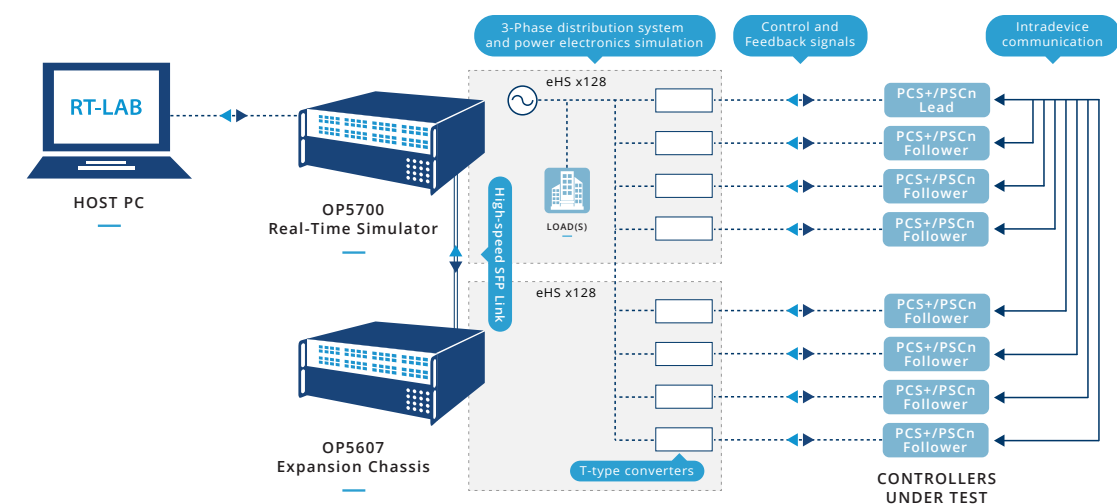 3-Phase distribution system
and power electronics simulation
Control and
Feedback signals
Intradevice
communication
RT-LAB
HOST PC
OP5700
Real-Time Simulator
High-speed SFP Link
OP5607
Expansion Chassis
eHS x128
LOAD(S)
eHS x128
T-type converters
PCS+/PSCn
Lead
PCS+/PSCn
Follower
PCS+/PSCn
Follower
PCS+/PSCn
Follower
PCS+/PSCn
Follower
PCS+/PSCn
Follower
PCS+/PSCn
Follower
PCS+/PSCn
Follower
CONTROLLERS
UNDER TEST